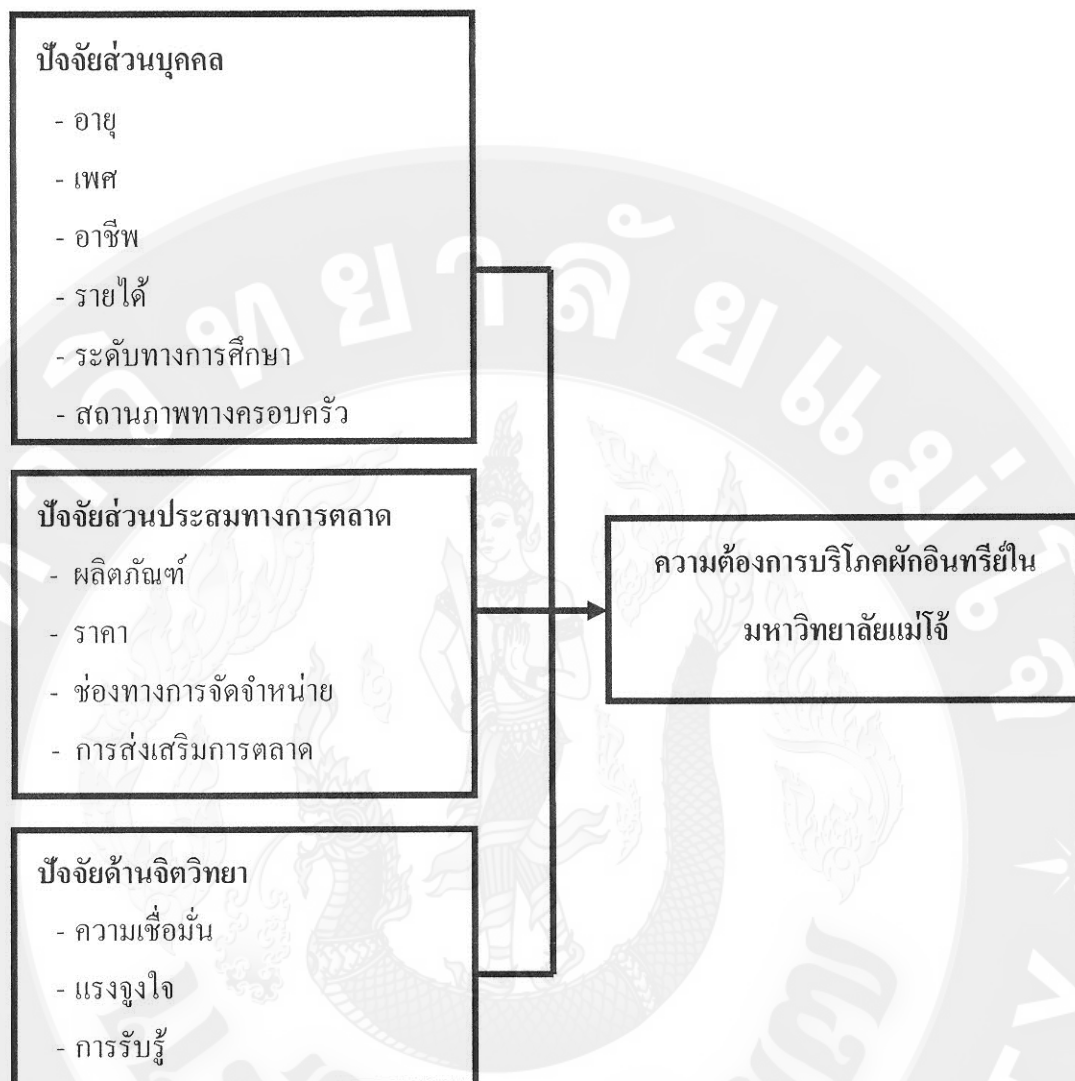 ปัจจัยส่วนบุคคล
- อายุ
- เพศ
- อาชีพ
- รายได้
- ระดับทางการศึกษา
- สถานภาพทางครอบครัว
ปัจจัยส่วนประสมทางการตลาด
- ผลิตภัณฑ์
- ราคา
- ช่องทางการจัดจำหน่าย
- การส่งเสริมการตลาด
ความต้องการบริโภคผักอินทรีย์ใน
มหาวิทยาลัยแม่โจ้
ปัจจัยด้านจิตวิทยา
- ความเชื่อมั่น
- แรงจูงใจ
- การรับรู้